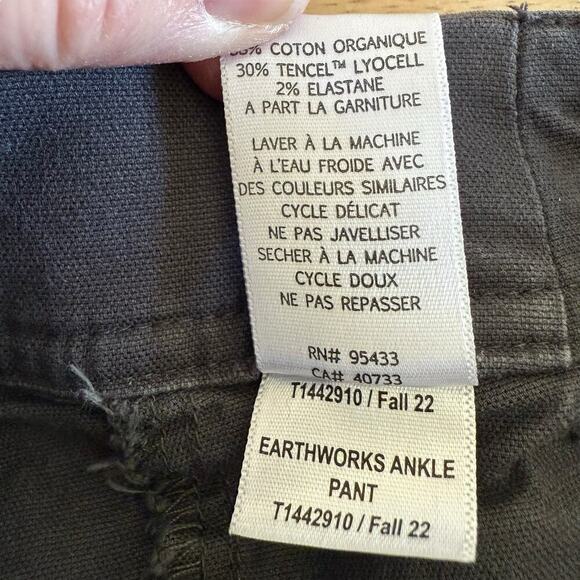 % COTON ORGANIQUE
30% TENCEL™ LYOCELL
2% ELASTANE
A PART LA GARNITURE
LAVER À LA MACHINE
À L'EAU FROIDE AVEC
DES COULEURS SIMILAIRES
CYCLE DÉLICAT
NE PAS JAVELLISER
SECHER À LA MACHINE
CYCLE DOUX
NE PAS REPASSER
RN# 95433
CA# 40733
T1442910 / Fall 22
EARTHWORKS ANKLE
PANT
T1442910 / Fall 22